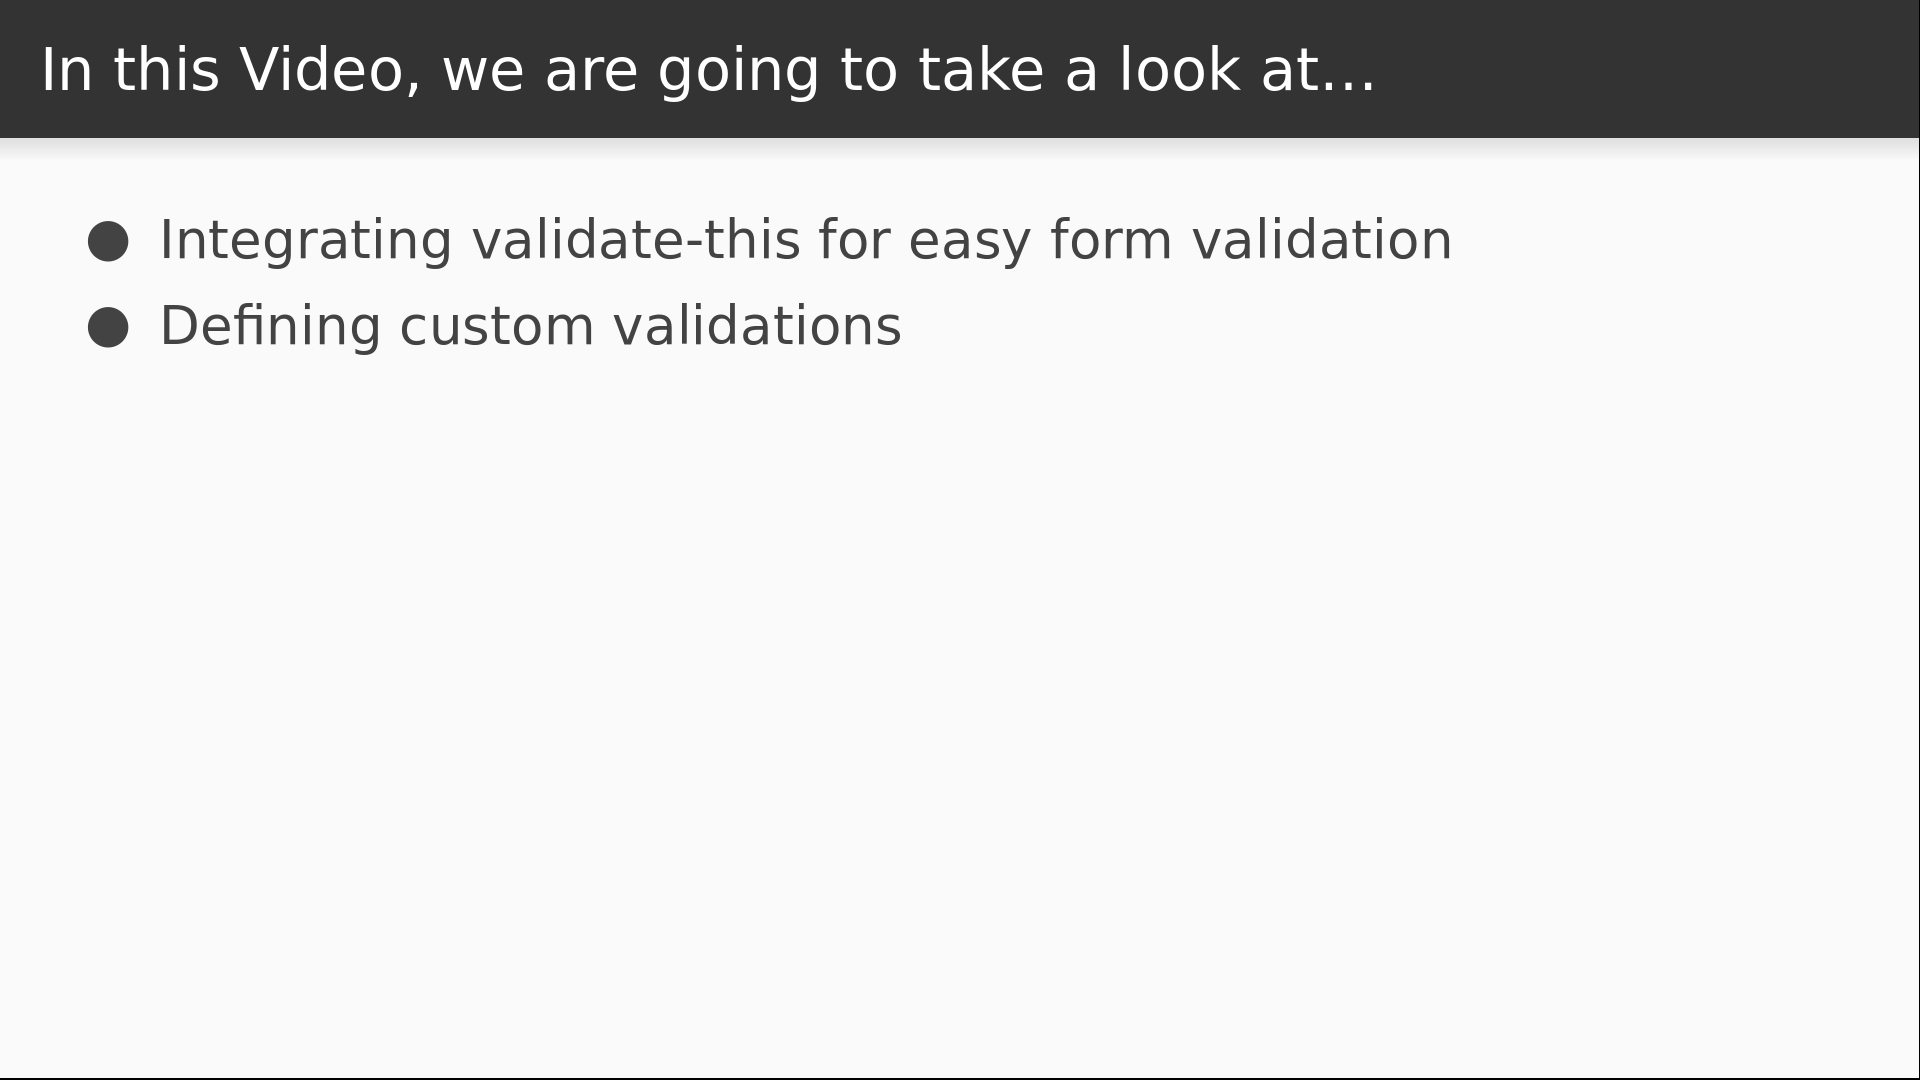 In this Video, we are going to take a look at...
● Integrating validate-this for easy form validation
● Defining custom validations